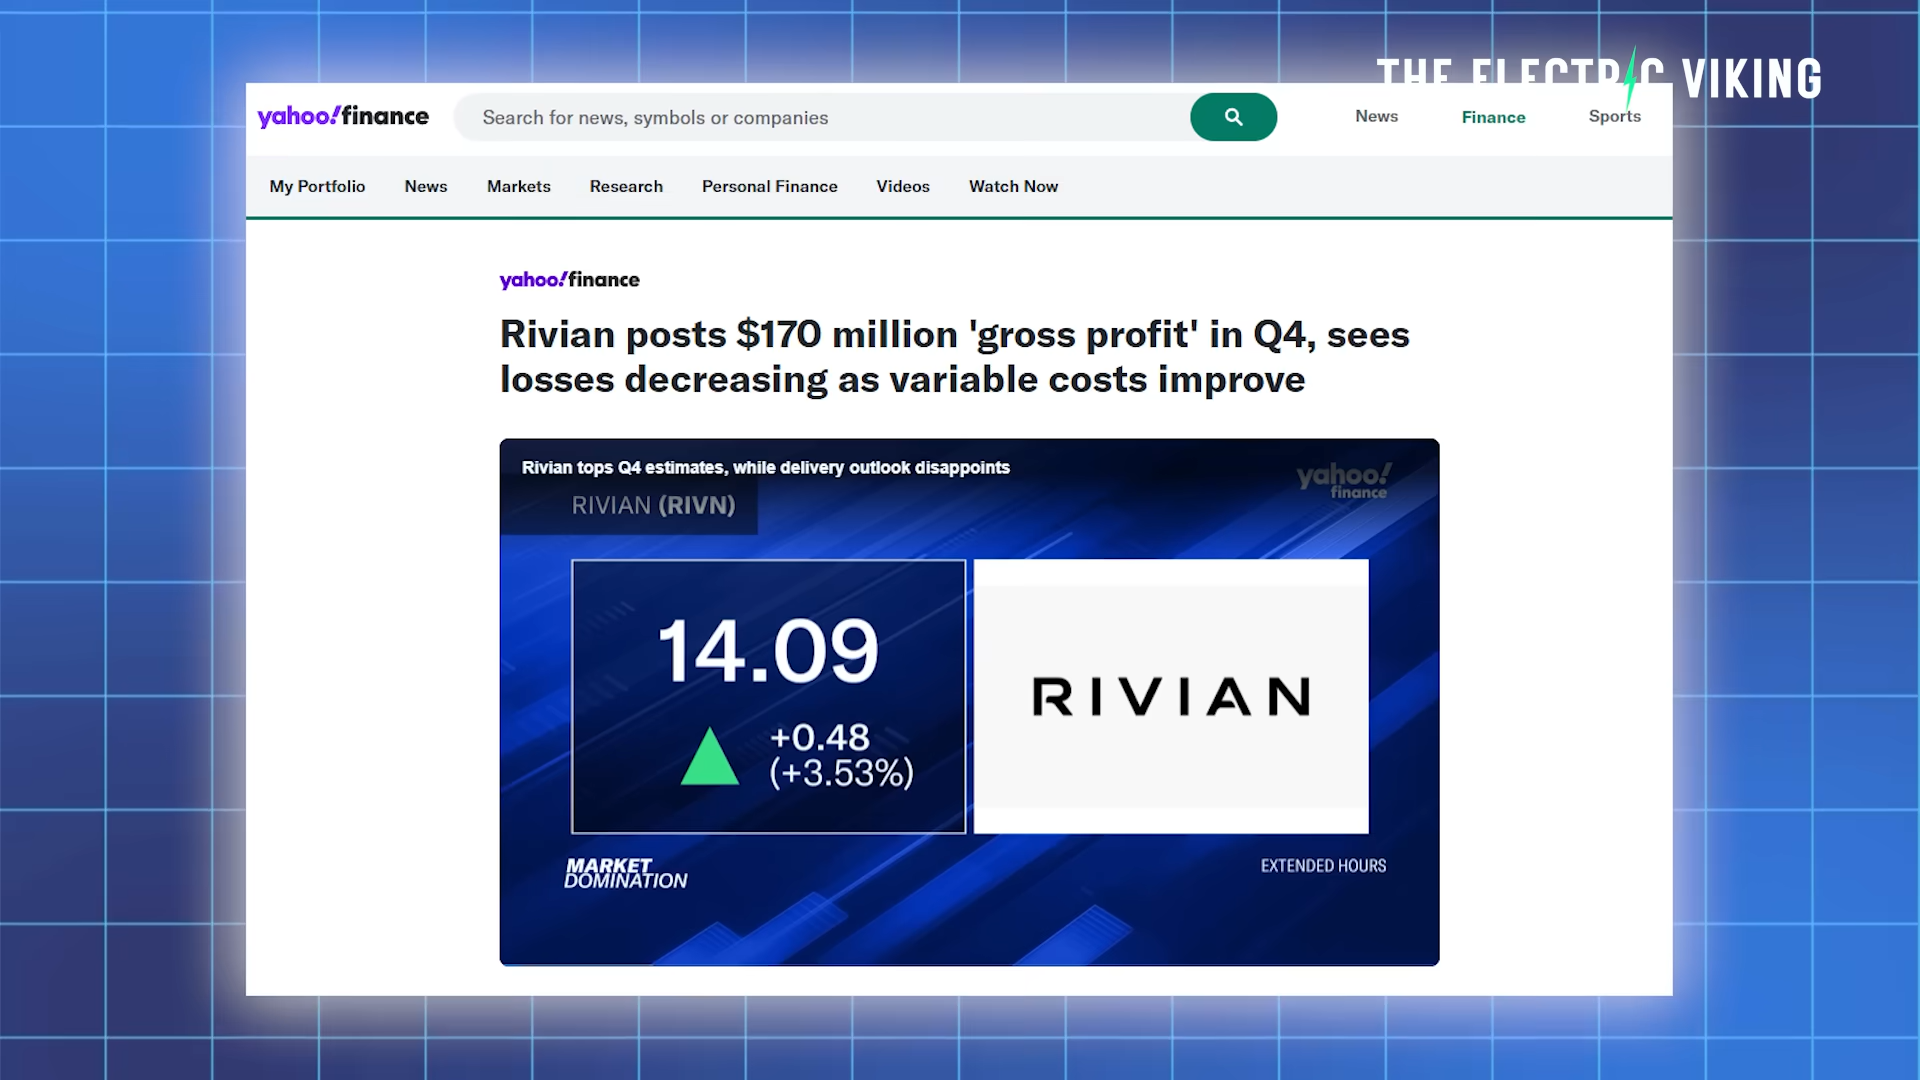 THE ELECTRIC VIKING
yahoo!finance
Search for news, symbols or companies
News
Finance
Sports
My Portfolio
News
Markets
Research
Personal Finance
Videos
Watch Now
yahoo!finance
Rivian posts $170 million 'gross profit' in Q4, sees
losses decreasing as variable costs improve
Rivian tops Q4 estimates, while delivery outlook disappoints
yahoo!
finance
RIVIAN (RIVN)
14.09
+0.48
(+3.53%)
RIVIAN
MARKET
DOMINATION
EXTENDED HOURS